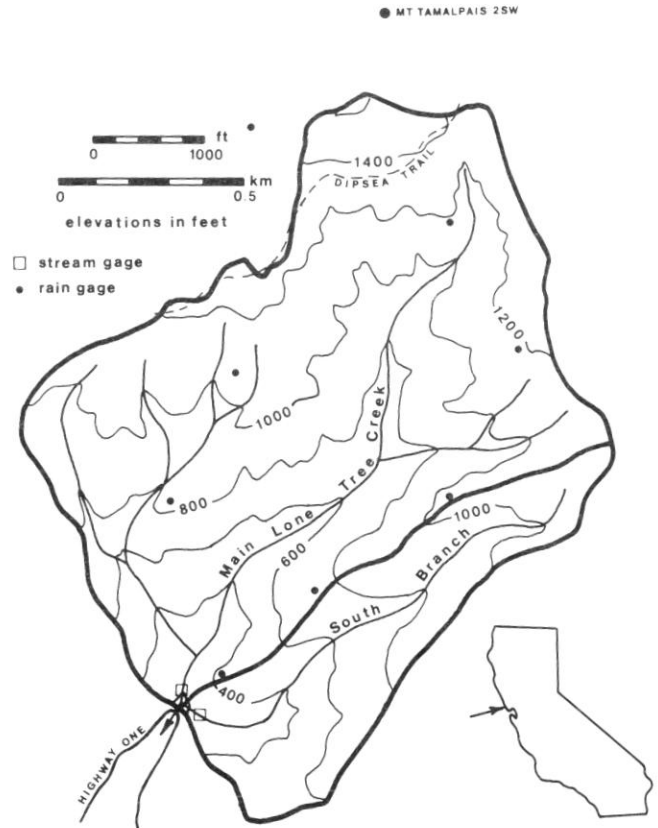 MT TAMALPAIS 2SW
ft
0 1000
km
0 0.5
elevations in feet
stream gage
rain gage
1400
DIPSEA TRAIL
1200
1000
800
Main Lone Tree Creek
600
1000
South Branch
400
HIGHWAY ONE